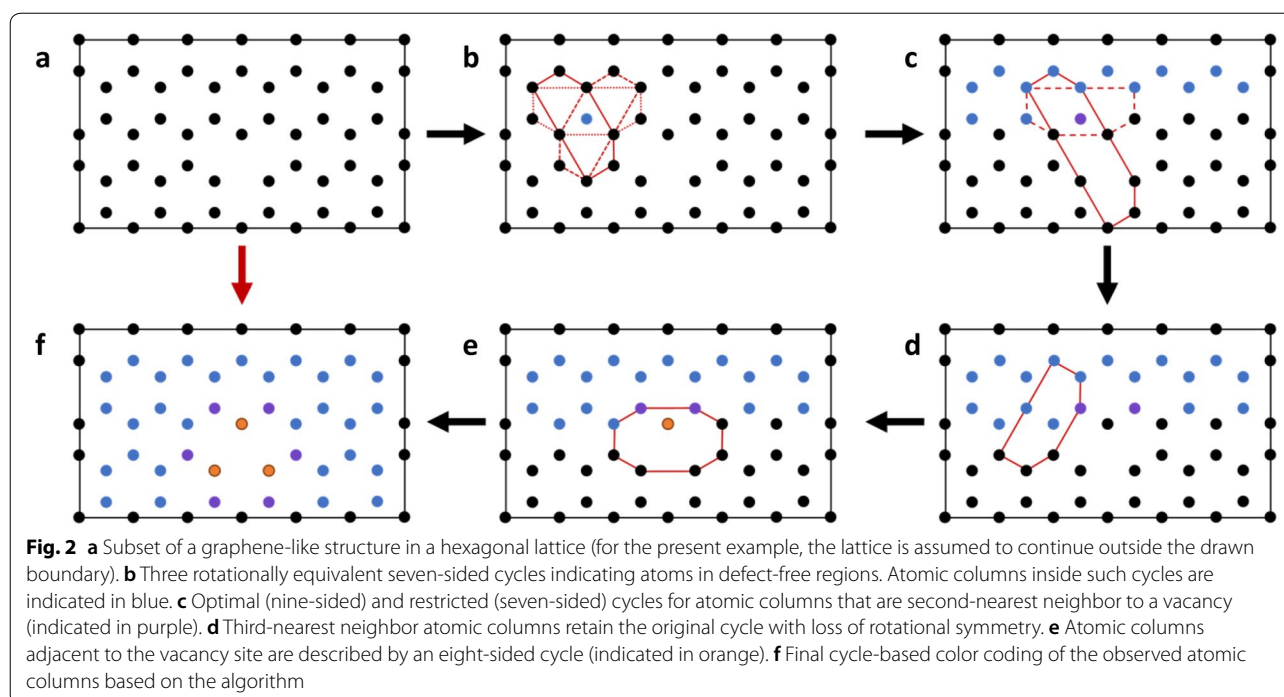 a
b
c
f
e
d
Fig. 2 a Subset of a graphene-like structure in a hexagonal lattice (for the present example, the lattice is assumed to continue outside the drawn
boundary). b Three rotationally equivalent seven-sided cycles indicating atoms in defect-free regions. Atomic columns inside such cycles are
indicated in blue. c Optimal (nine-sided) and restricted (seven-sided) cycles for atomic columns that are second-nearest neighbor to a vacancy
(indicated in purple). d Third-nearest neighbor atomic columns retain the original cycle with loss of rotational symmetry. e Atomic columns
adjacent to the vacancy site are described by an eight-sided cycle (indicated in orange). f Final cycle-based color coding of the observed atomic
columns based on the algorithm